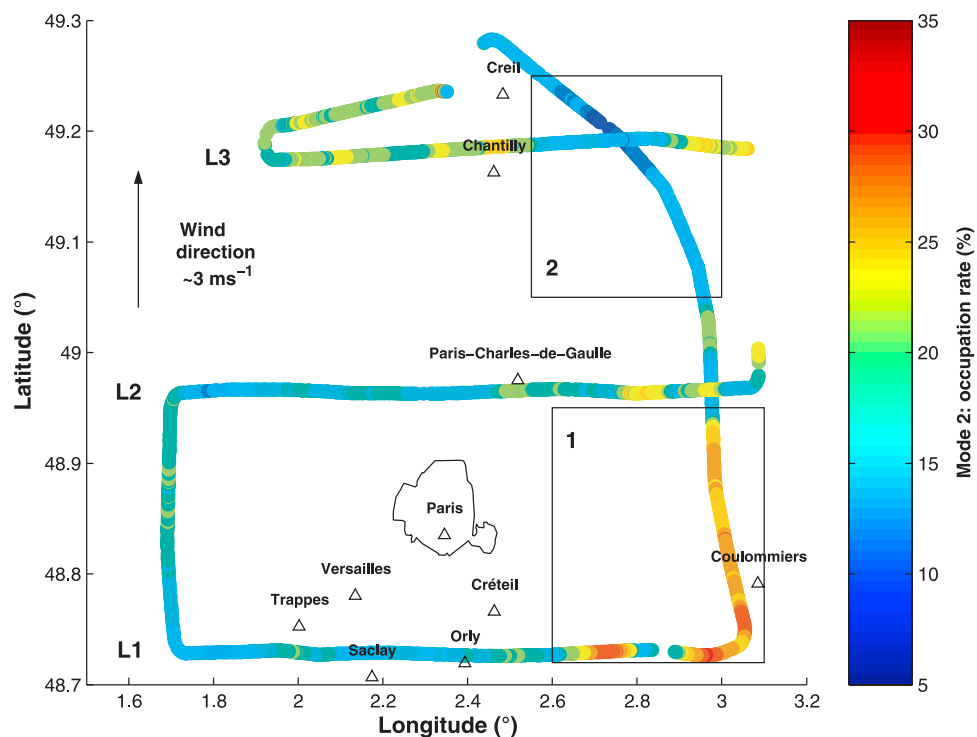 49.3
49.2
49.1
49
48.9
48.8
48.7
Latitude (°)
1.6 1.8 2 2.2 2.4 2.6 2.8 3 3.2
Longitude (°)
Creil
Chantilly
L3
Wind
direction
~3 ms−1
2
Paris−Charles−de−Gaulle
L2
1
Paris
Coulommiers
Versailles
Créteil
Trappes
Orly
L1
Saclay
35
30
25
20
15
10
5
Mode 2: occupation rate (%)